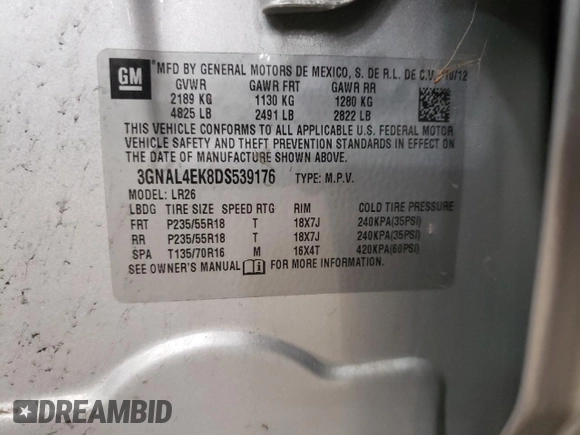 GM
MFD BY GENERAL MOTORS DE MEXICO, S. DE R.L. DE C.V. 10/12
GVWR GAWR FRT GAWR RR
2189 KG 1130 KG 1280 KG
4825 LB 2491 LB 2822 LB
THIS VEHICLE CONFORMS TO ALL APPLICABLE U.S. FEDERAL MOTOR
VEHICLE SAFETY AND THEFT PREVENTION STANDARDS IN EFFECT ON
THE DATE OF MANUFACTURE SHOWN ABOVE.
3GNAL4EK8DS539176 TYPE: M.P.V.
MODEL: LR26
LBDG TIRE SIZE SPEED RTG RIM COLD TIRE PRESSURE
FRT P235/55R18 T 18X7J 240KPA(35PSI)
RR P235/55R18 T 18X7J 240KPA(35PSI)
SPA T135/70R16 M 16X4T 420KPA(60PSI)
SEE OWNER'S MANUAL FOR MORE INFORMATION.
DREAMBID